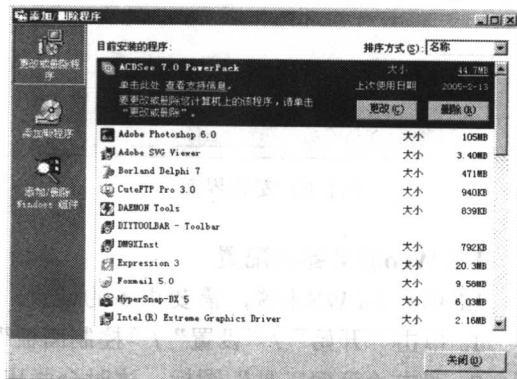 添加/删除程序
更改或删除程序
添加新程序
添加/删除 Windows 组件
目前安装的程序:
排序方式(S): 名称
ACDSee 7.0 PowerPack 大小 44.7MB
单击此处 查看支持信息。 上次使用日期 2005-2-13
要更改或删除您计算机上的该程序，请单击“更改或删除”。
更改(C) 删除(R)
Adobe Photoshop 6.0 大小 105MB
Adobe SVG Viewer 大小 3.40MB
Borland Delphi 7 大小 471MB
CuteFTP Pro 3.0 大小 940KB
DAEMON Tools 大小 839KB
DIYTOOLBAR - Toolbar
DM9XInst 大小 792KB
Expression 3 大小 20.3MB
Foxmail 5.0 大小 9.56MB
HyperSnap-DX 5 大小 6.03MB
Intel(R) Extreme Graphics Driver 大小 2.16MB
关闭(O)